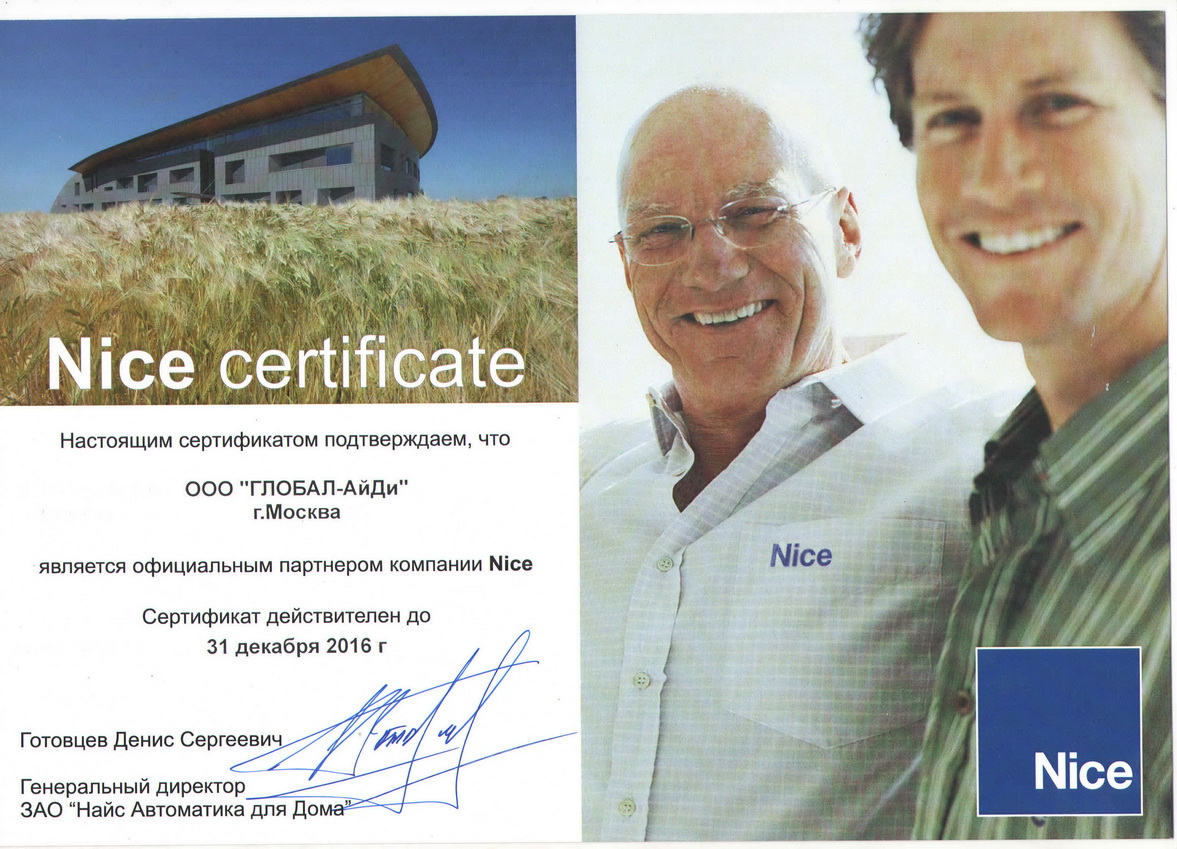 Nice certificate
Настоящим сертификатом подтверждаем, что
ООО "ГЛОБАЛ-АйДи"
г.Москва
является официальным партнером компании Nice
Сертификат действителен до
31 декабря 2016 г
Готовцев Денис Сергеевич
Генеральный директор
ЗАО “Найс Автоматика для Дома”
Nice
Nice